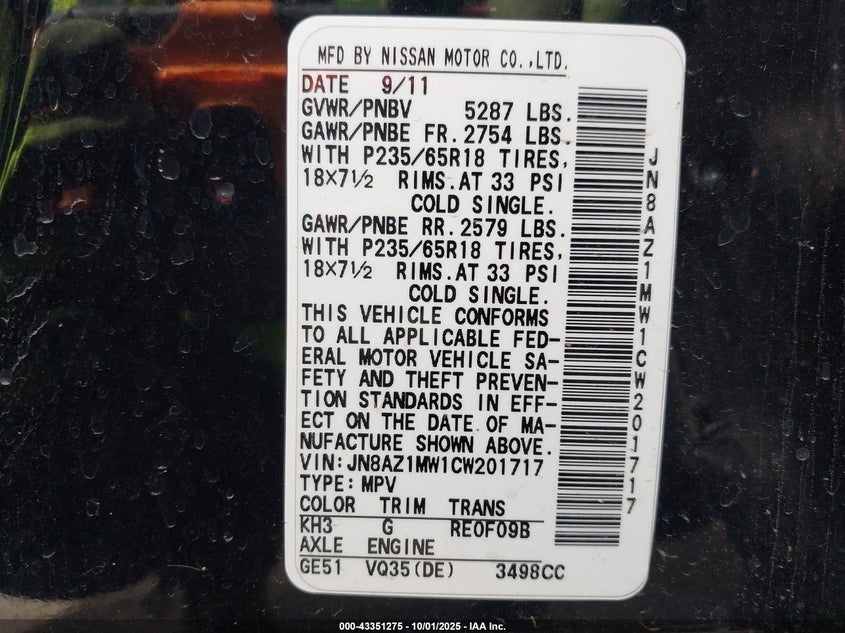 MFD BY NISSAN MOTOR CO.,LTD.
DATE 9/11
GVWR/PNBV 5287 LBS.
GAWR/PNBE FR.2754 LBS.
WITH P235/65R18 TIRES,
18×7½ RIMS.AT 33 PSI
COLD SINGLE.
GAWR/PNBE RR.2579 LBS.
WITH P235/65R18 TIRES,
18×7½ RIMS.AT 33 PSI
COLD SINGLE.
THIS VEHICLE CONFORMS
TO ALL APPLICABLE FED-
ERAL MOTOR VEHICLE SA-
FETY AND THEFT PREVEN-
TION STANDARDS IN EFF-
ECT ON THE DATE OF MA-
NUFACTURE SHOWN ABOVE.
VIN:JN8AZ1MW1CW201717
TYPE:MPV
COLOR TRIM TRANS
KH3 G RE0F09B
AXLE ENGINE
GE51 VQ35(DE) 3498CC
JN8AZ1MW1CW201717
000-43351275 - 10/01/2025 - IAA Inc.